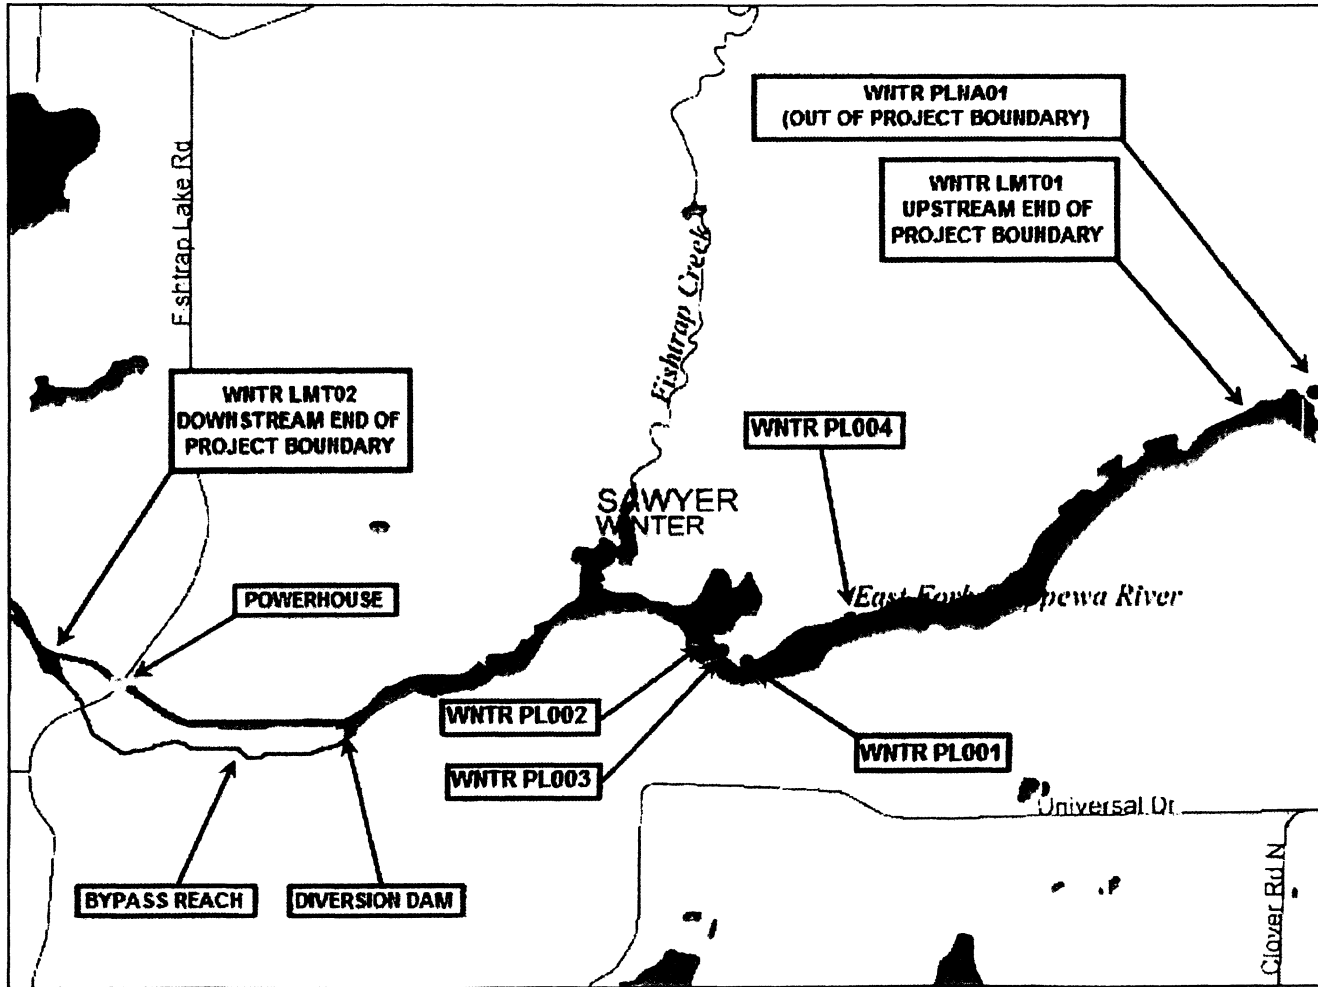 WNTR PLNA01
(OUT OF PROJECT BOUNDARY)
WNTR LMT01
UPSTREAM END OF
PROJECT BOUNDARY
Fishtrap Lake Rd
Fishtrap Creek
WNTR LMT02
DOWNSTREAM END OF
PROJECT BOUNDARY
WNTR PL004
SAWYER
WINTER
POWERHOUSE
East Fork Chippewa River
WNTR PL002
WNTR PL001
WNTR PL003
Universal Dr
BYPASS REACH
DIVERSION DAM
Clover Rd N